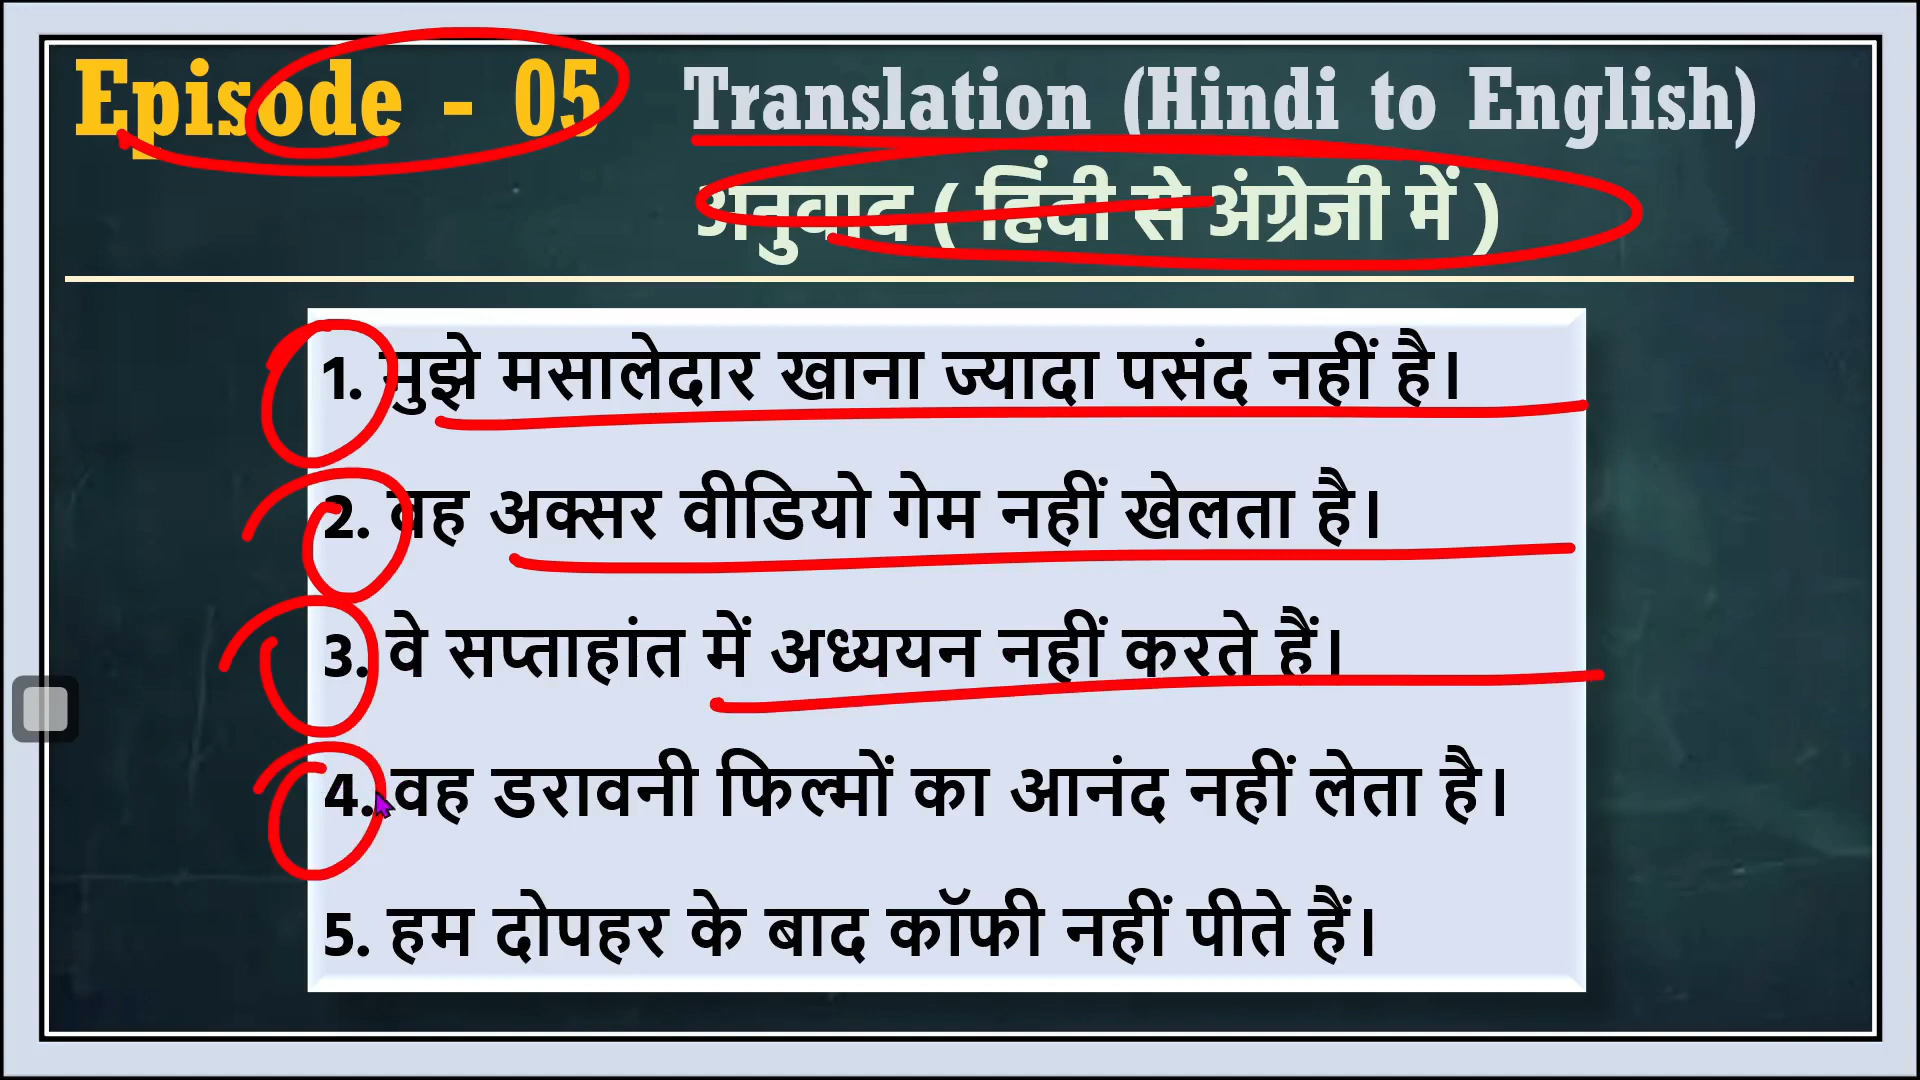 Episode - 05 Translation (Hindi to English)
अनुवाद ( हिंदी से अंग्रेजी में )
1. मुझे मसालेदार खाना ज्यादा पसंद नहीं है।
2. वह अक्सर वीडियो गेम नहीं खेलता है।
3. वे सप्ताहांत में अध्ययन नहीं करते हैं।
4. वह डरावनी फिल्मों का आनंद नहीं लेता है।
5. हम दोपहर के बाद कॉफी नहीं पीते हैं।